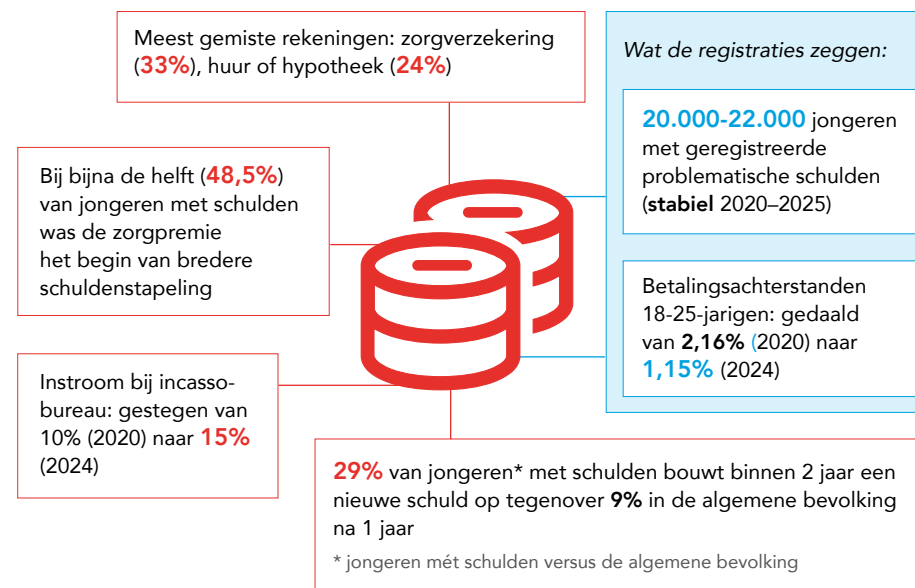 Meest gemiste rekeningen: zorgverzekering
(33%), huur of hypotheek (24%)
Bij bijna de helft (48,5%)
van jongeren met schulden
was de zorgpremie
het begin van bredere
schuldenstapeling
Instroom bij incasso-
bureau: gestegen van
10% (2020) naar 15%
(2024)
Wat de registraties zeggen:
20.000-22.000 jongeren
met geregistreerde
problematische schulden
(stabiel 2020–2025)
Betalingsachterstanden
18-25-jarigen: gedaald
van 2,16% (2020) naar
1,15% (2024)
29% van jongeren* met schulden bouwt binnen 2 jaar een
nieuwe schuld op tegenover 9% in de algemene bevolking
na 1 jaar
* jongeren mét schulden versus de algemene bevolking